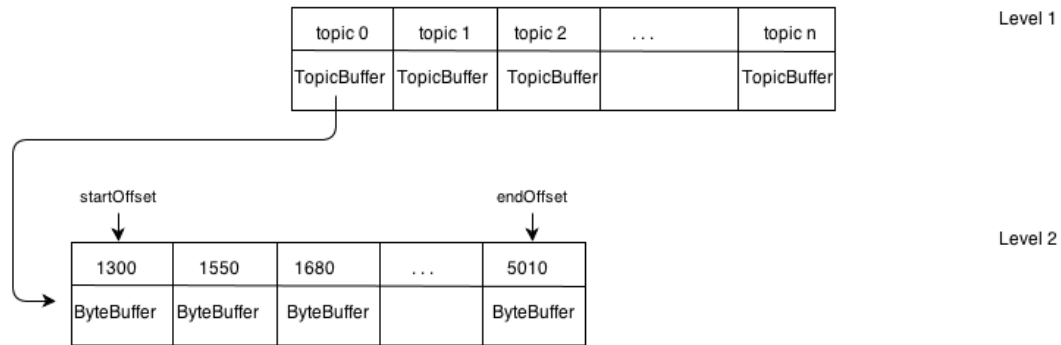 topic 0 topic 1 topic 2 ... topic n Level 1
TopicBuffer TopicBuffer TopicBuffer TopicBuffer
startOffset endOffset
Level 2
1300 1550 1680 ... 5010
ByteBuffer ByteBuffer ByteBuffer ByteBuffer